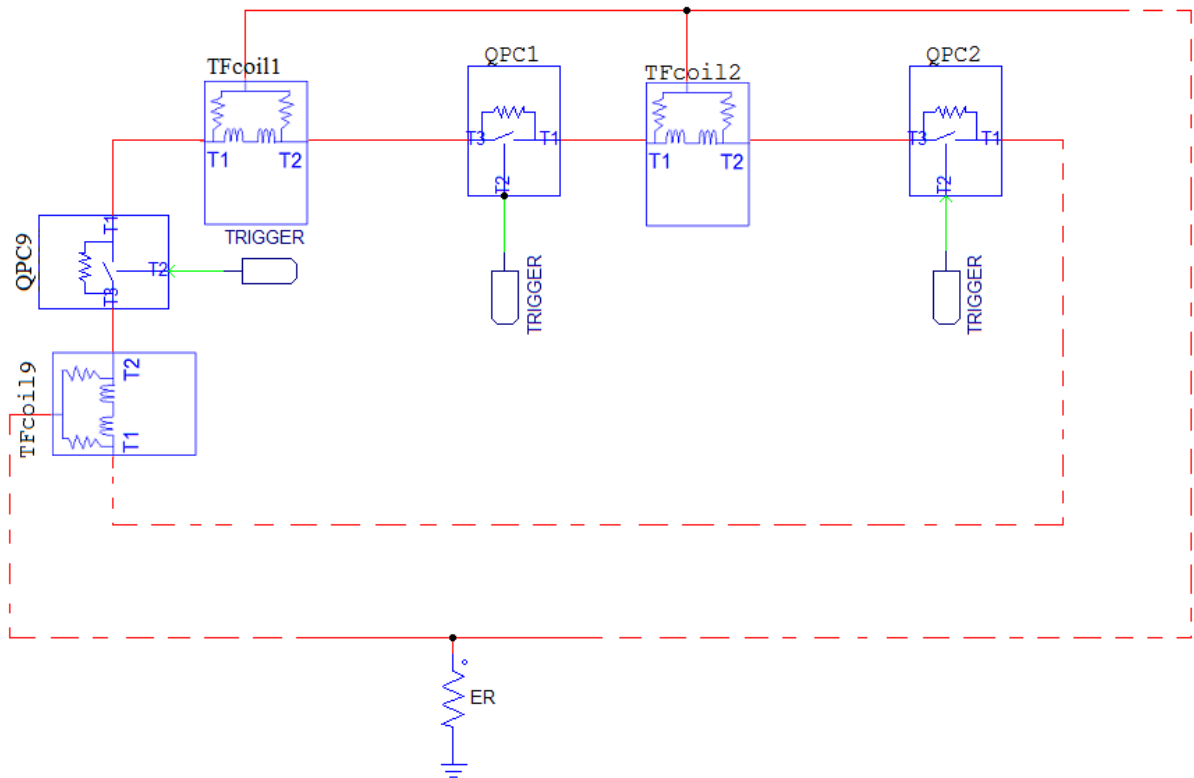 TFcoil1
T1 T2
QPC1
T3 T1
T2
TRIGGER
TFcoil2
T1 T2
QPC2
T3 T1
T2
TRIGGER
QPC9
T1
T2
T3
TRIGGER
TFcoil9
T2
T1
ER